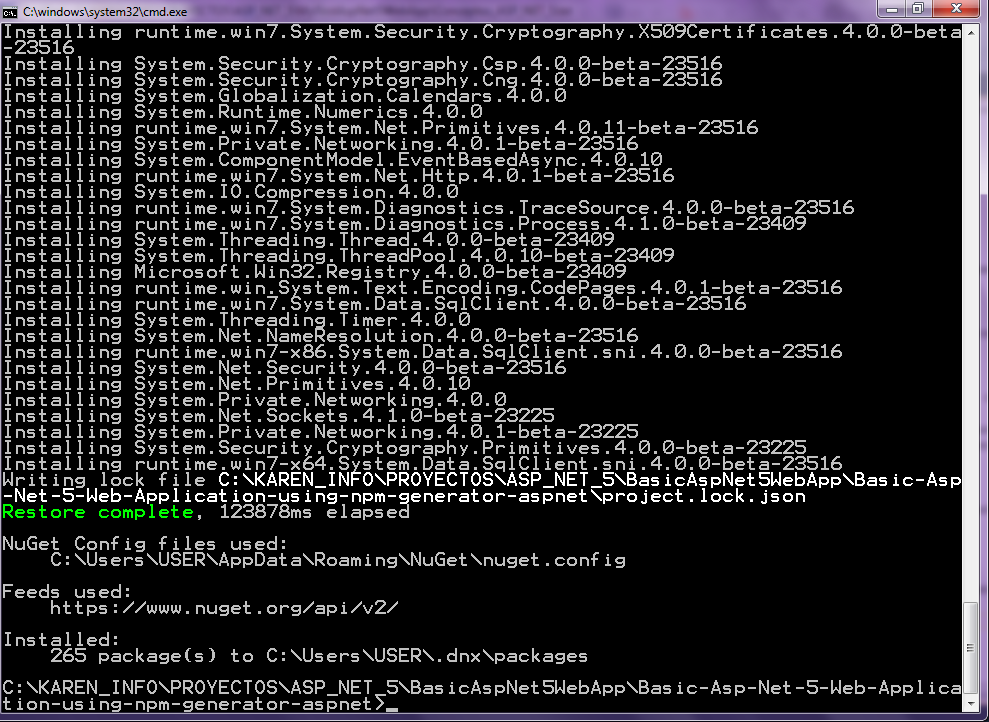 C:\windows\system32\cmd.exe
Installing runtime.win7.System.Security.Cryptography.X509Certificates.4.0.0-beta
-23516
Installing System.Security.Cryptography.Csp.4.0.0-beta-23516
Installing System.Security.Cryptography.Cng.4.0.0-beta-23516
Installing System.Globalization.Calendars.4.0.0
Installing System.Runtime.Numerics.4.0.0
Installing runtime.win7.System.Net.Primitives.4.0.11-beta-23516
Installing System.Private.Networking.4.0.1-beta-23516
Installing System.ComponentModel.EventBasedAsync.4.0.10
Installing runtime.win7.System.Net.Http.4.0.1-beta-23516
Installing System.IO.Compression.4.0.0
Installing runtime.win7.System.Diagnostics.TraceSource.4.0.0-beta-23516
Installing runtime.win7.System.Diagnostics.Process.4.1.0-beta-23409
Installing System.Threading.Thread.4.0.0-beta-23409
Installing System.Threading.ThreadPool.4.0.10-beta-23409
Installing Microsoft.Win32.Registry.4.0.0-beta-23409
Installing runtime.win.System.Text.Encoding.CodePages.4.0.1-beta-23516
Installing runtime.win7.System.Data.SqlClient.4.0.0-beta-23516
Installing System.Threading.Timer.4.0.0
Installing System.Net.NameResolution.4.0.0-beta-23516
Installing runtime.win7-x86.System.Data.SqlClient.sni.4.0.0-beta-23516
Installing System.Net.Security.4.0.0-beta-23516
Installing System.Net.Primitives.4.0.10
Installing System.Private.Networking.4.0.0
Installing System.Net.Sockets.4.1.0-beta-23225
Installing System.Private.Networking.4.0.1-beta-23225
Installing System.Security.Cryptography.Primitives.4.0.0-beta-23225
Installing runtime.win7-x64.System.Data.SqlClient.sni.4.0.0-beta-23516
Writing lock file C:\KAREN_INFO\PROYECTOS\ASP_NET_5\BasicAspNet5WebApp\Basic-Asp
-Net-5-Web-Application-using-npm-generator-aspnet\project.lock.json
Restore complete, 123878ms elapsed
NuGet Config files used:
C:\Users\USER\AppData\Roaming\NuGet\nuget.config
Feeds used:
https://www.nuget.org/api/v2/
Installed:
265 package(s) to C:\Users\USER\.dnx\packages
C:\KAREN_INFO\PROYECTOS\ASP_NET_5\BasicAspNet5WebApp\Basic-Asp-Net-5-Web-Applica
tion-using-npm-generator-aspnet>_